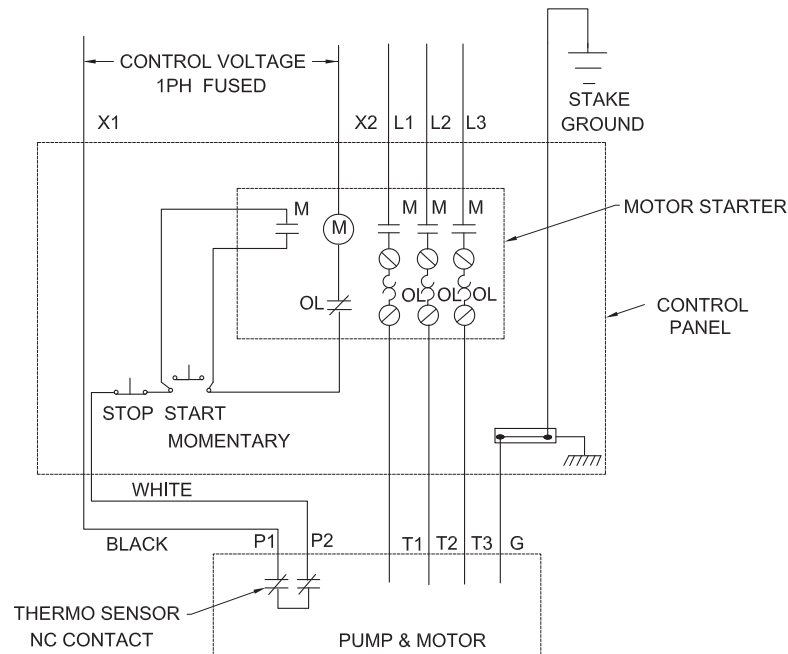 CONTROL VOLTAGE
1PH FUSED
STAKE
GROUND
X1
X2 L1 L2 L3
M M M M
M
MOTOR STARTER
OL OL OL OL
CONTROL
PANEL
STOP START
MOMENTARY
WHITE
BLACK
P1 P2
T1 T2 T3 G
THERMO SENSOR
NC CONTACT
PUMP & MOTOR